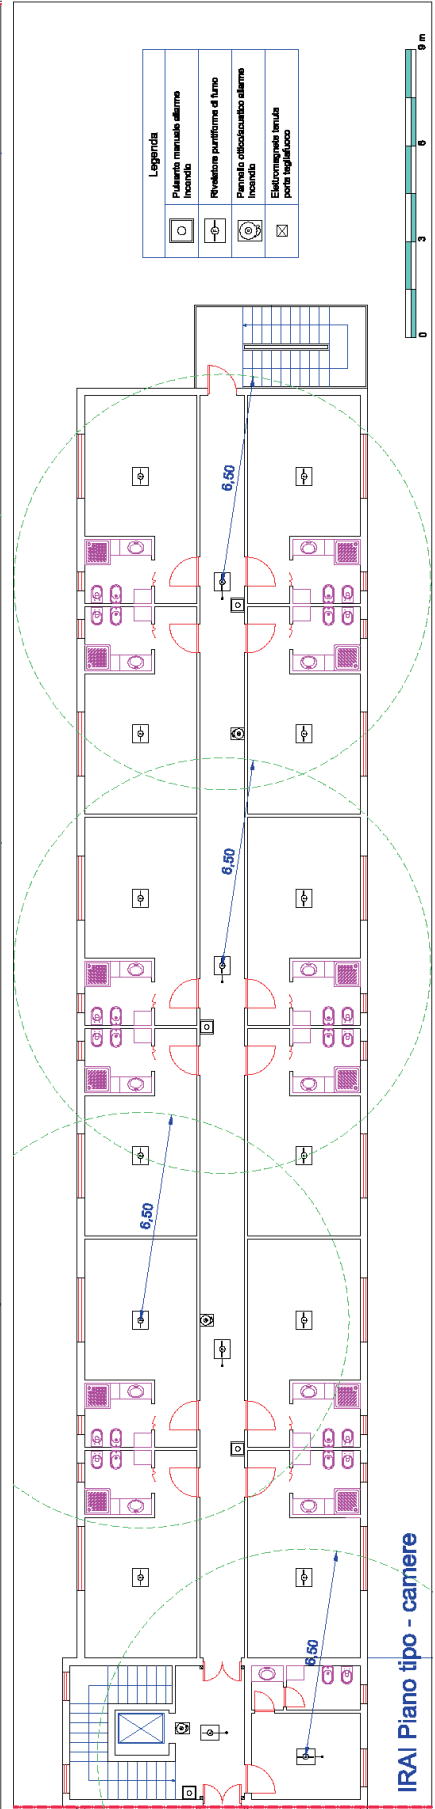 Legenda
Pulsante manuale allarme
incendio
Rivelatore puntiforme di fumo
Pannello ottico/acustico allarme
incendio
Elettromagnete tenuta
porte tagliafuoco
0 3 6 9 m
6,50
6,50
6,50
6,50
IRAI Piano tipo - camere